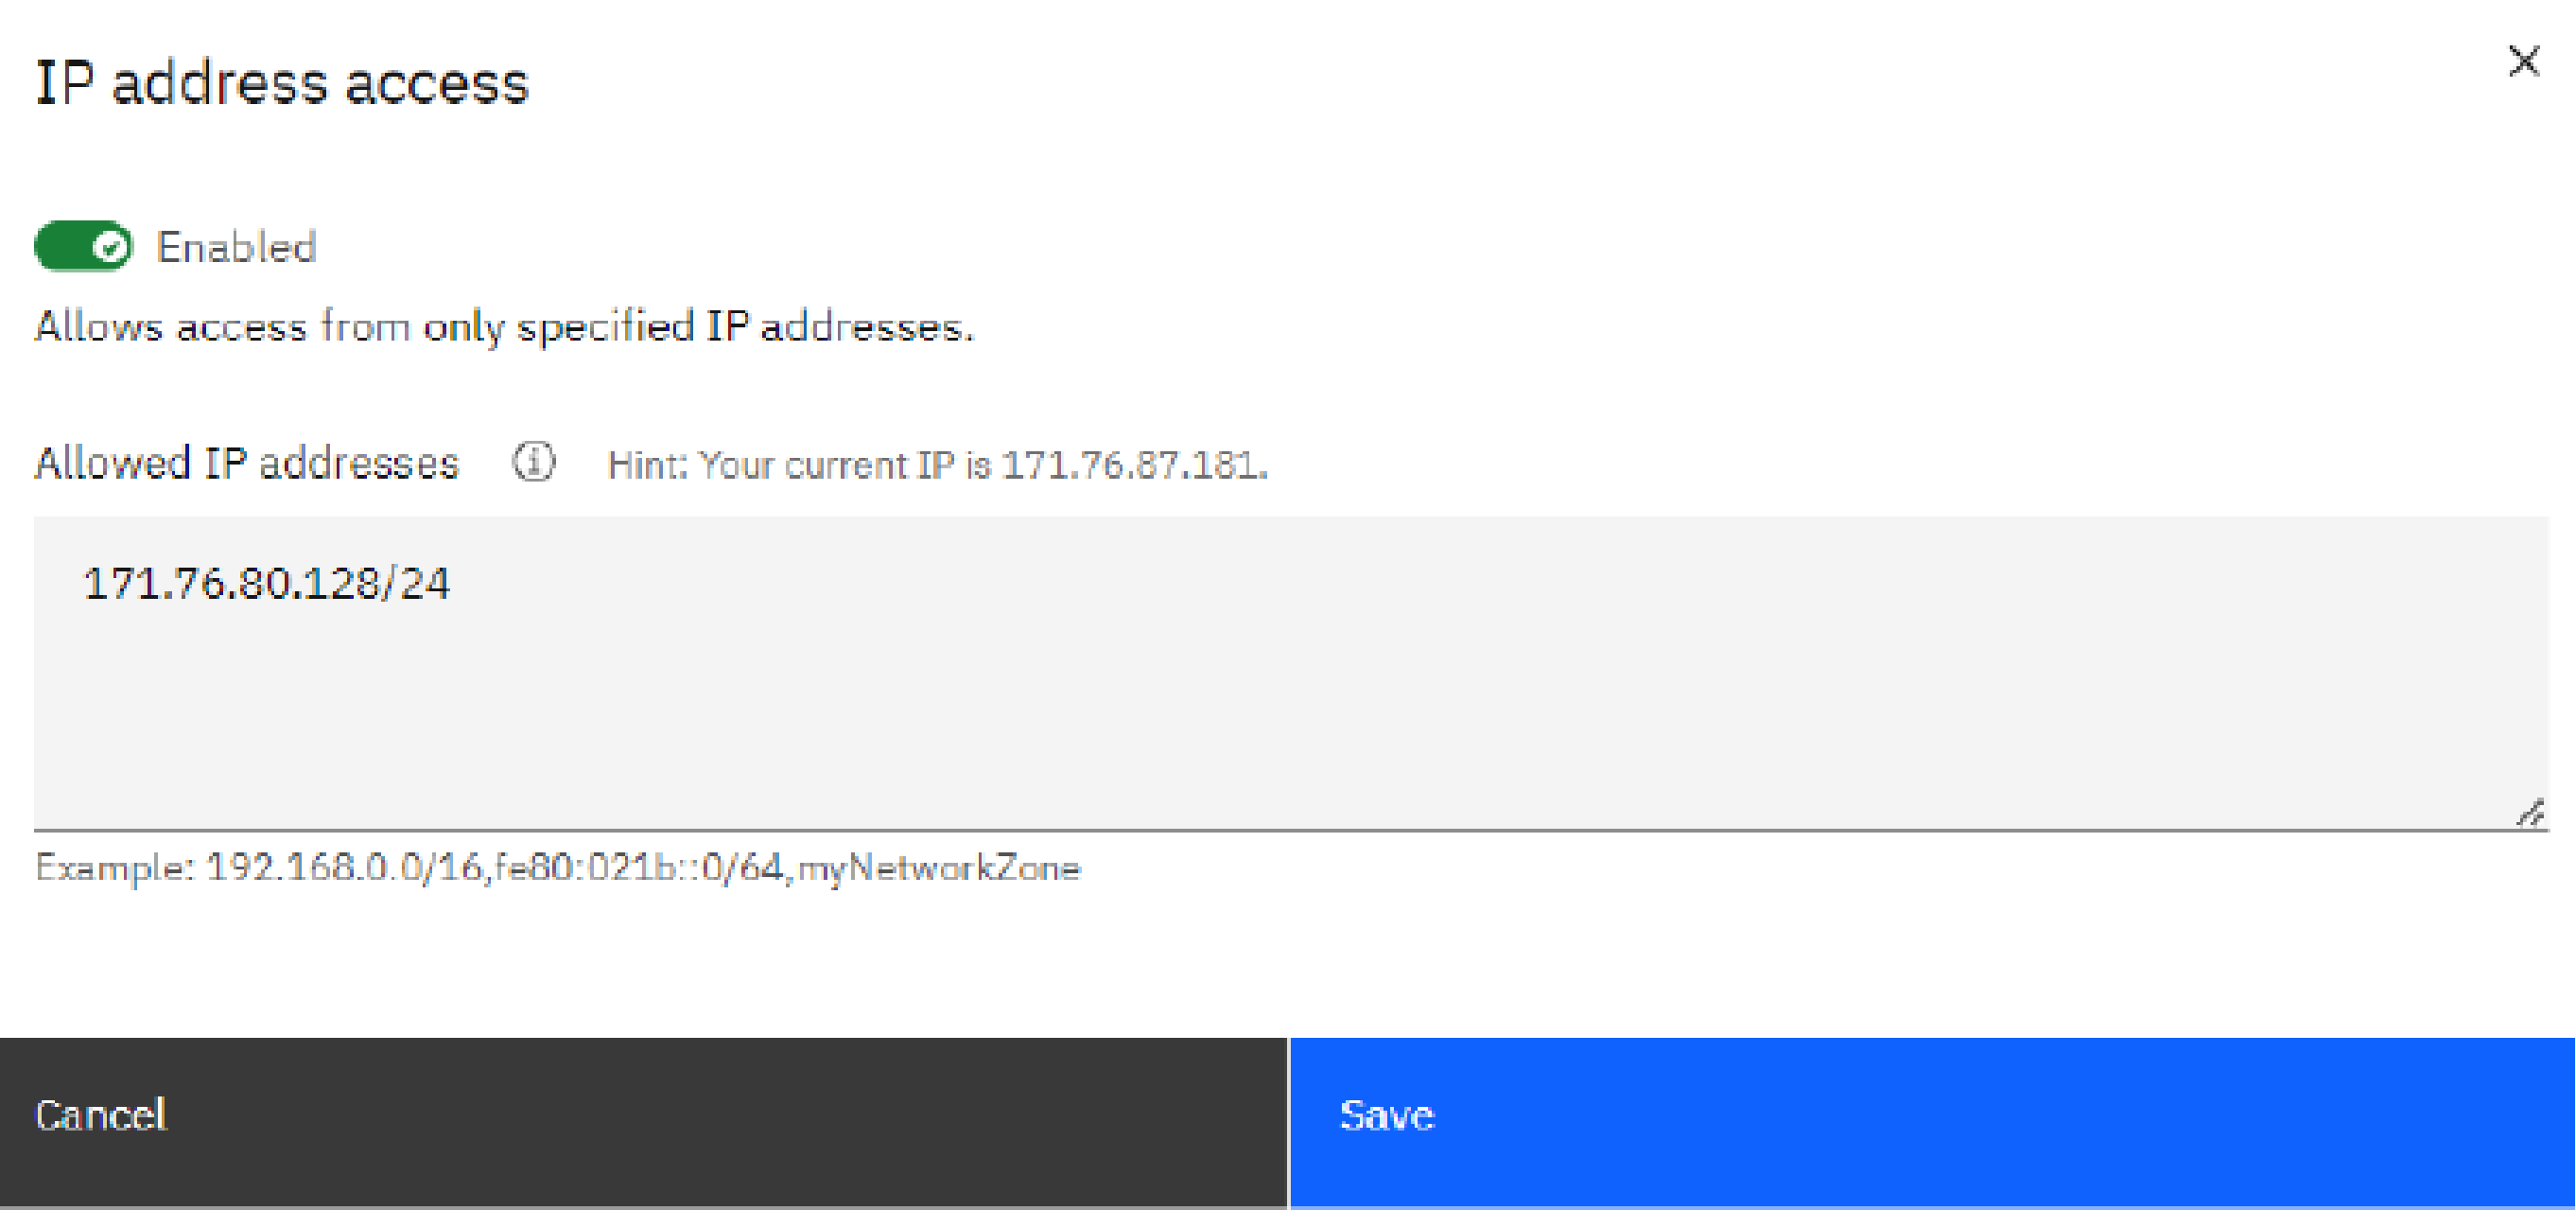 IP address access
Enabled
Allows access from only specified IP addresses.
Allowed IP addresses Hint: Your current IP is 171.76.87.181.
171.76.80.128/24
Example: 192.168.0.0/16,fe80:021b::0/64,myNetworkZone
Cancel Save